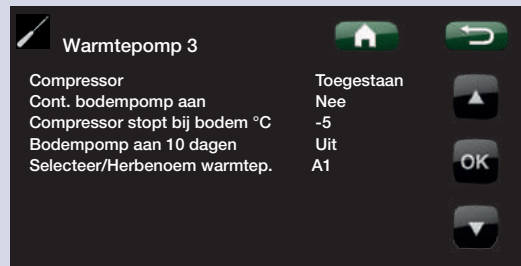 Warmtepomp 3
Compressor Toegestaan
Cont. bodempomp aan Nee
Compressor stopt bij bodem °C -5
Bodempomp aan 10 dagen Uit
Selecteer/Herbenoem warmtep. A1
OK